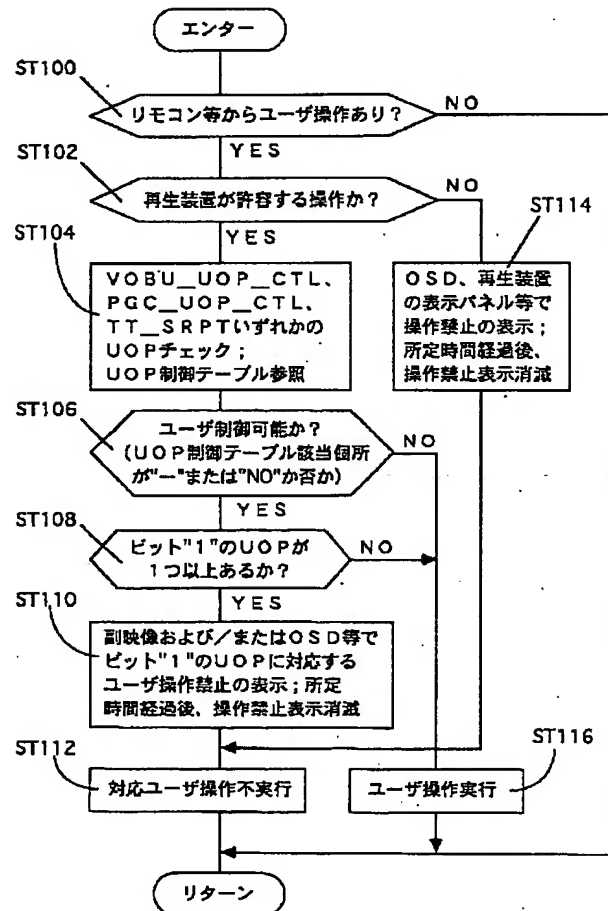 エンター
ST100
リモコン等からユーザ操作あり？
NO
YES
ST102
再生装置が許容する操作か？
NO
YES
ST104
VOBU_UOP_CTL、
PGC_UOP_CTL、
TT_SRPTいずれかの
UOPチェック；
UOP制御テーブル参照
ST114
OSD、再生装置
の表示パネル等で
操作禁止の表示；
所定時間経過後、
操作禁止表示消滅
ST106
ユーザ制御可能か？
(UOP制御テーブル該当個所
が"ー"または"NO"か否か)
NO
YES
ST108
ビット"1"のUOPが
1つ以上あるか？
NO
YES
ST110
副映像および／またはOSD等で
ビット"1"のUOPに対応する
ユーザ操作禁止の表示；所定
時間経過後、操作禁止表示消滅
ST112
対応ユーザ操作不実行
ST116
ユーザ操作実行
リターン